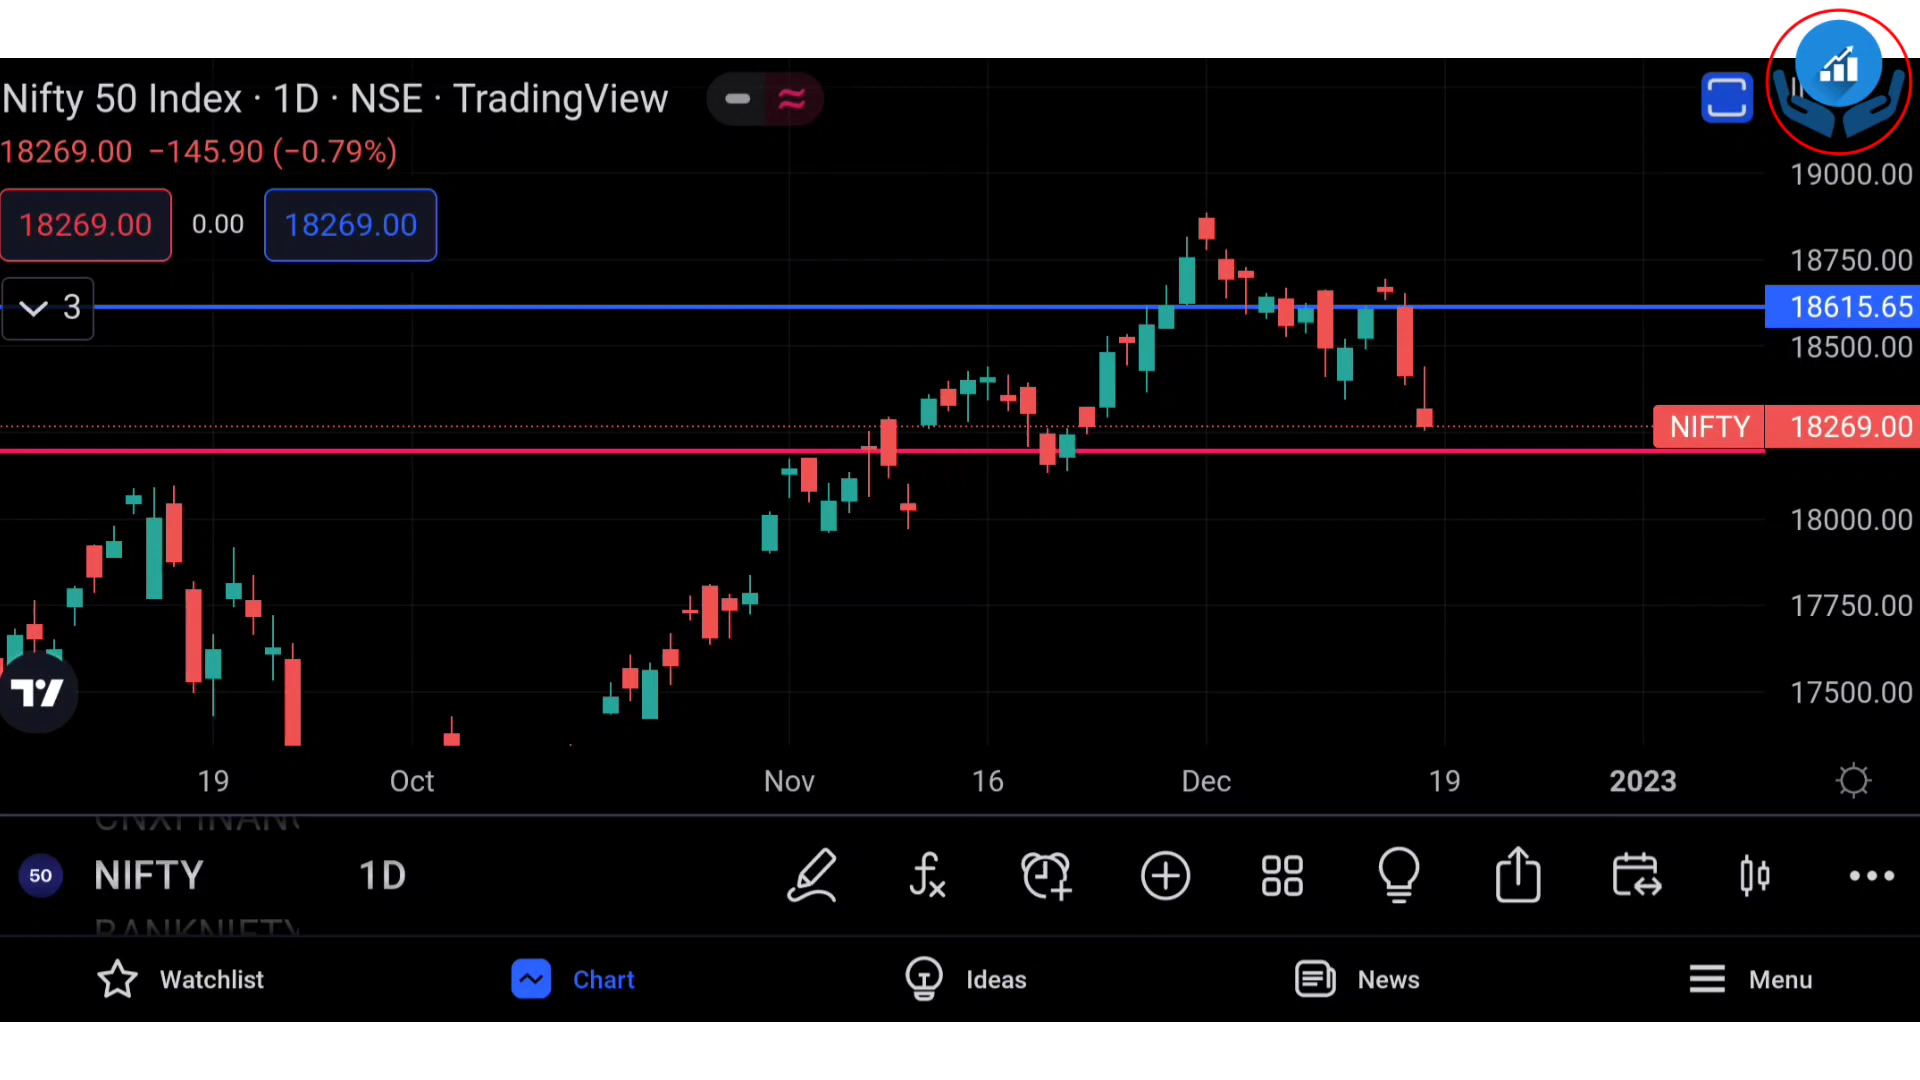 Nifty 50 Index · 1D · NSE · TradingView
18269.00 −145.90 (−0.79%)
18269.00 0.00 18269.00
3
19000.00
18750.00
18615.65
18500.00
NIFTY 18269.00
18000.00
17750.00
17500.00
19 Oct Nov 16 Dec 19 2023
50 NIFTY 1D
BANKNIFTY
Watchlist Chart Ideas News Menu